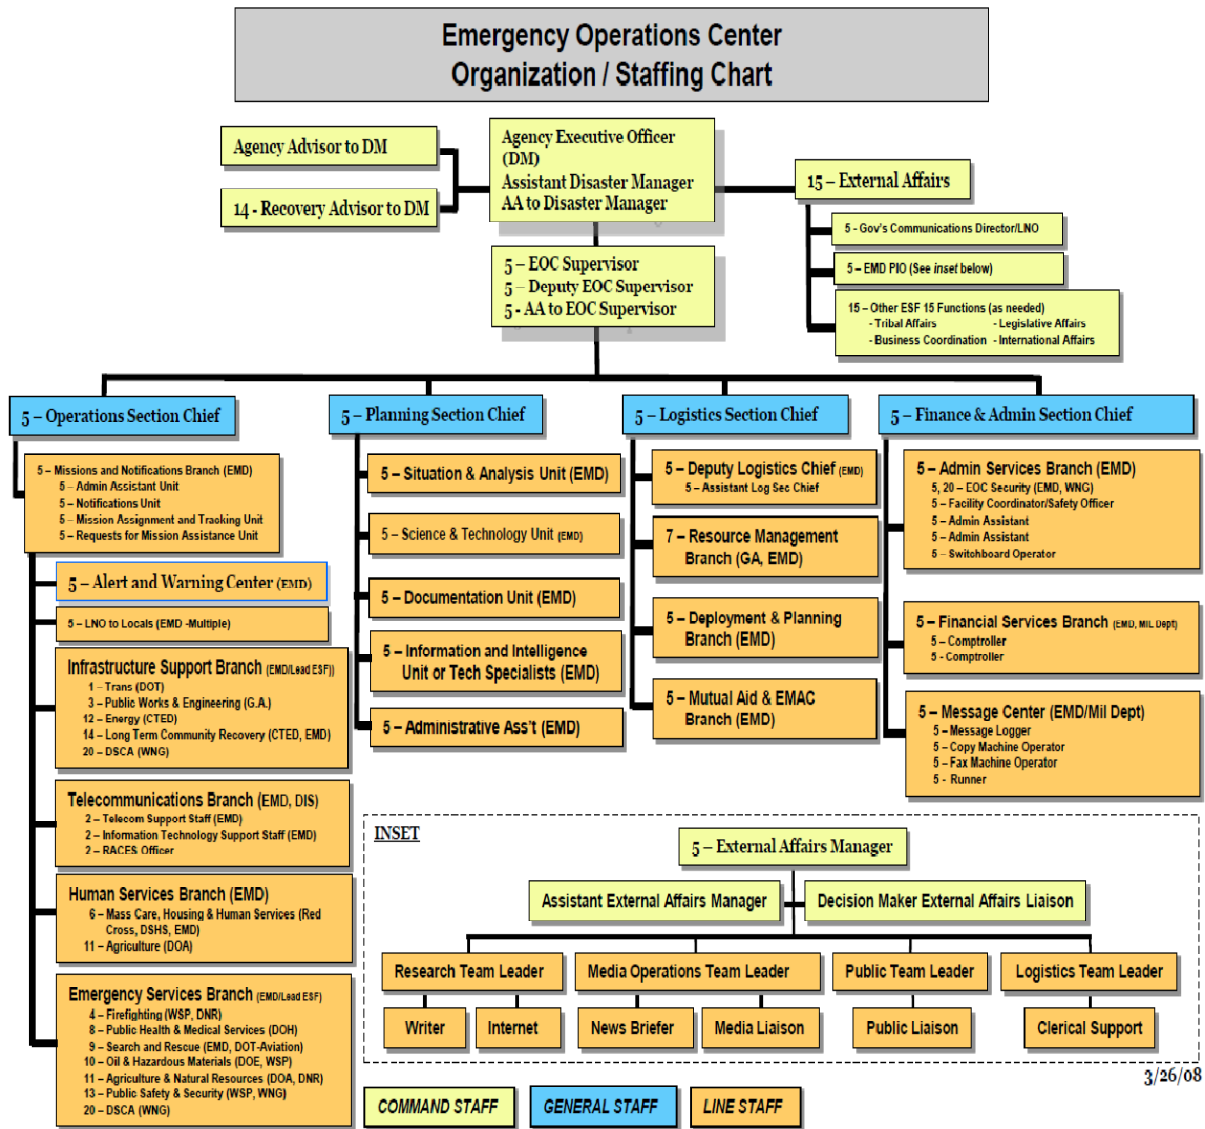 Emergency Operations Center
Organization / Staffing Chart
Agency Advisor to DM
14 - Recovery Advisor to DM
Agency Executive Officer
(DM)
Assistant Disaster Manager
AA to Disaster Manager
15 – External Affairs
5 - Gov's Communications Director/LNO
5 – EMD PIO (See inset below)
15 – Other ESF 15 Functions (as needed)
- Tribal Affairs - Legislative Affairs
- Business Coordination - International Affairs
5 – EOC Supervisor
5 – Deputy EOC Supervisor
5 - AA to EOC Supervisor
5 – Operations Section Chief
5 – Missions and Notifications Branch (EMD)
5 – Admin Assistant Unit
5 – Notifications Unit
5 – Mission Assignment and Tracking Unit
5 – Requests for Mission Assistance Unit
5 – Alert and Warning Center (EMD)
5 – LNO to Locals (EMD -Multiple)
Infrastructure Support Branch (EMD/Lead ESF))
1 – Trans (DOT)
3 – Public Works & Engineering (G.A.)
12 – Energy (CTED)
14 – Long Term Community Recovery (CTED, EMD)
20 – DSCA (WNG)
Telecommunications Branch (EMD, DIS)
2 – Telecom Support Staff (EMD)
2 – Information Technology Support Staff (EMD)
2 – RACES Officer
Human Services Branch (EMD)
6 – Mass Care, Housing & Human Services (Red
Cross, DSHS, EMD)
11 – Agriculture (DOA)
Emergency Services Branch (EMD/Lead ESF)
4 – Firefighting (WSP, DNR)
8 – Public Health & Medical Services (DOH)
9 – Search and Rescue (EMD, DOT-Aviation)
10 – Oil & Hazardous Materials (DOE, WSP)
11 – Agriculture & Natural Resources (DOA, DNR)
13 – Public Safety & Security (WSP, WNG)
20 – DSCA (WNG)
5 – Planning Section Chief
5 – Situation & Analysis Unit (EMD)
5 – Science & Technology Unit (EMD)
5 – Documentation Unit (EMD)
5 – Information and Intelligence
Unit or Tech Specialists (EMD)
5 – Administrative Ass't (EMD)
5 – Logistics Section Chief
5 – Deputy Logistics Chief (EMD)
5 – Assistant Log Sec Chief
7 – Resource Management
Branch (GA, EMD)
5 – Deployment & Planning
Branch (EMD)
5 – Mutual Aid & EMAC
Branch (EMD)
5 – Finance & Admin Section Chief
5 – Admin Services Branch (EMD)
5, 20 – EOC Security (EMD, WNG)
5 – Facility Coordinator/Safety Officer
5 – Admin Assistant
5 – Admin Assistant
5 – Switchboard Operator
5 – Financial Services Branch (EMD, MIL Dept)
5 – Comptroller
5 - Comptroller
5 – Message Center (EMD/Mil Dept)
5 – Message Logger
5 – Copy Machine Operator
5 – Fax Machine Operator
5 - Runner
INSET
5 – External Affairs Manager
Assistant External Affairs Manager
Decision Maker External Affairs Liaison
Research Team Leader
Media Operations Team Leader
Public Team Leader
Logistics Team Leader
Writer
Internet
News Briefer
Media Liaison
Public Liaison
Clerical Support
3/26/08
COMMAND STAFF
GENERAL STAFF
LINE STAFF